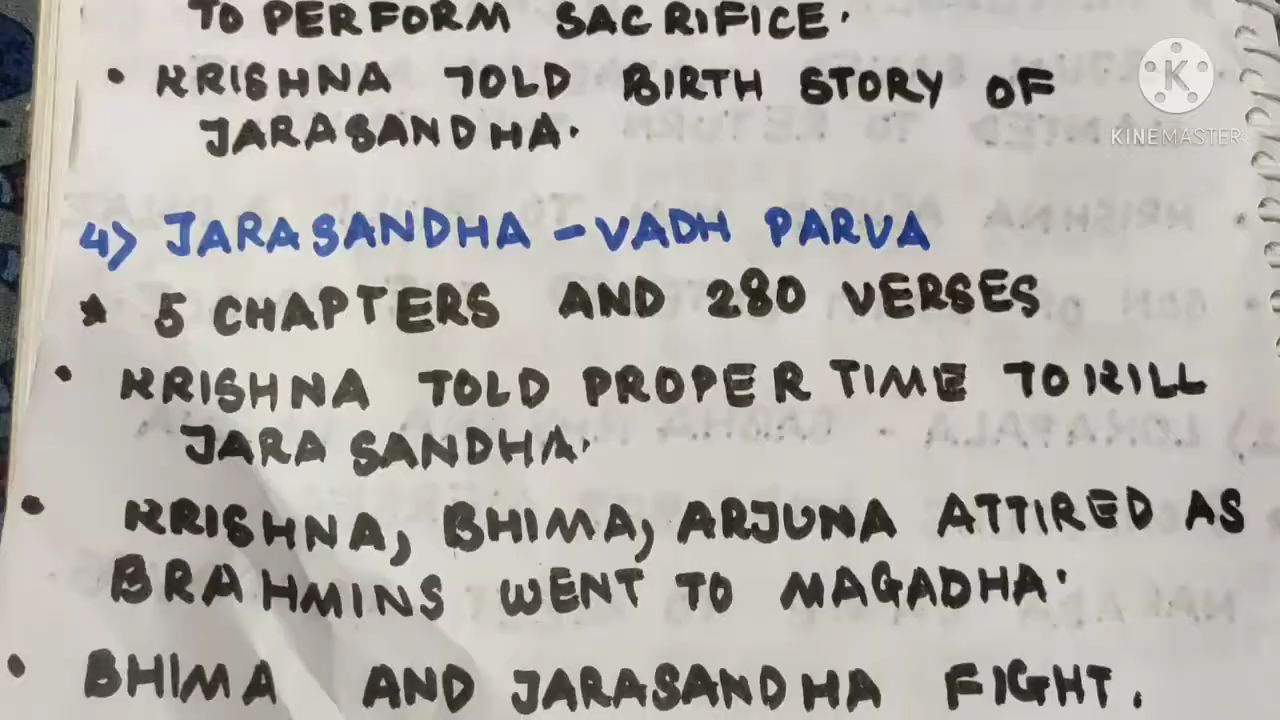 TO PERFORM SACRIFICE.
• KRISHNA TOLD BIRTH STORY OF
JARASANDHA.
K
KINEMASTER
4) JARASANDHA - VADH PARVA
* 5 CHAPTERS AND 280 VERSES
• KRISHNA TOLD PROPER TIME TO KILL
JARASANDHA.
• KRISHNA, BHIMA, ARJUNA ATTIRED AS
BRAHMINS WENT TO MAGADHA.
• BHIMA AND JARASANDHA FIGHT.